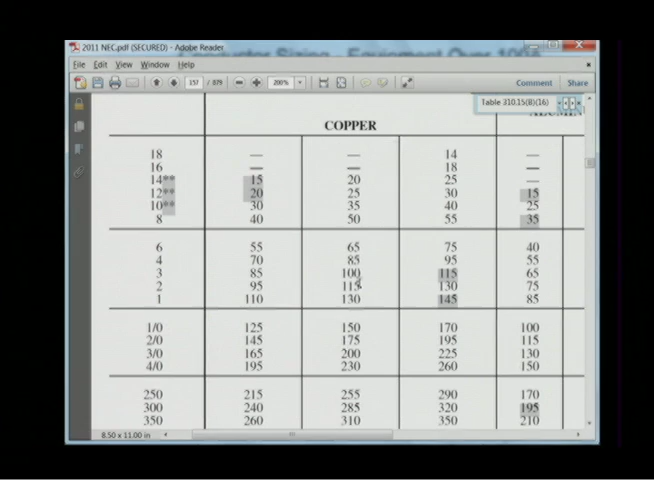 2011 NEC.pdf (SECURED) - Adobe Reader
Conductor Sizing - Equipment Over 100A
File Edit View Window Help
157 / 879 200% Comment Share
Table 310.15(B)(16)
COPPER
18 — — 14 —
16 — — 18 —
14** 15 20 25 —
12** 20 25 30 15
10** 30 35 40 25
8 40 50 55 35
6 55 65 75 40
4 70 85 95 55
3 85 100 115 65
2 95 115 130 75
1 110 130 145 85
1/0 125 150 170 100
2/0 145 175 195 115
3/0 165 200 225 130
4/0 195 230 260 150
250 215 255 290 170
300 240 285 320 195
350 260 310 350 210
8.50 x 11.00 in